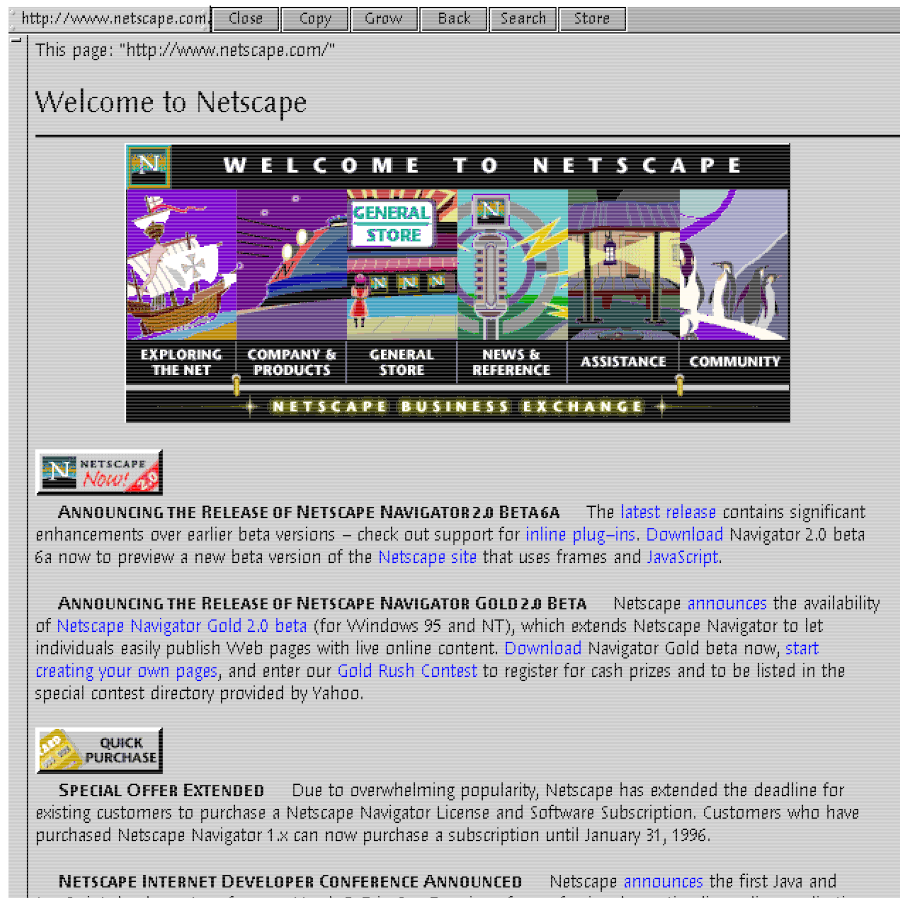 http://www.netscape.com. Close Copy Grow Back Search Store
This page: "http://www.netscape.com/"
Welcome to Netscape
N WELCOME TO NETSCAPE
GENERAL
STORE
N
N N N
EXPLORING
THE NET
COMPANY &
PRODUCTS
GENERAL
STORE
NEWS &
REFERENCE
ASSISTANCE
COMMUNITY
NETSCAPE BUSINESS EXCHANGE
N NETSCAPE
Now! 2.0
ANNOUNCING THE RELEASE OF NETSCAPE NAVIGATOR 2.0 BETA6A The latest release contains significant
enhancements over earlier beta versions – check out support for inline plug–ins. Download Navigator 2.0 beta
6a now to preview a new beta version of the Netscape site that uses frames and JavaScript.
ANNOUNCING THE RELEASE OF NETSCAPE NAVIGATOR GOLD 2.0 BETA Netscape announces the availability
of Netscape Navigator Gold 2.0 beta (for Windows 95 and NT), which extends Netscape Navigator to let
individuals easily publish Web pages with live online content. Download Navigator Gold beta now, start
creating your own pages, and enter our Gold Rush Contest to register for cash prizes and to be listed in the
special contest directory provided by Yahoo.
QUICK
PURCHASE
SPECIAL OFFER EXTENDED Due to overwhelming popularity, Netscape has extended the deadline for
existing customers to purchase a Netscape Navigator License and Software Subscription. Customers who have
purchased Netscape Navigator 1.x can now purchase a subscription until January 31, 1996.
NETSCAPE INTERNET DEVELOPER CONFERENCE ANNOUNCED Netscape announces the first Java and